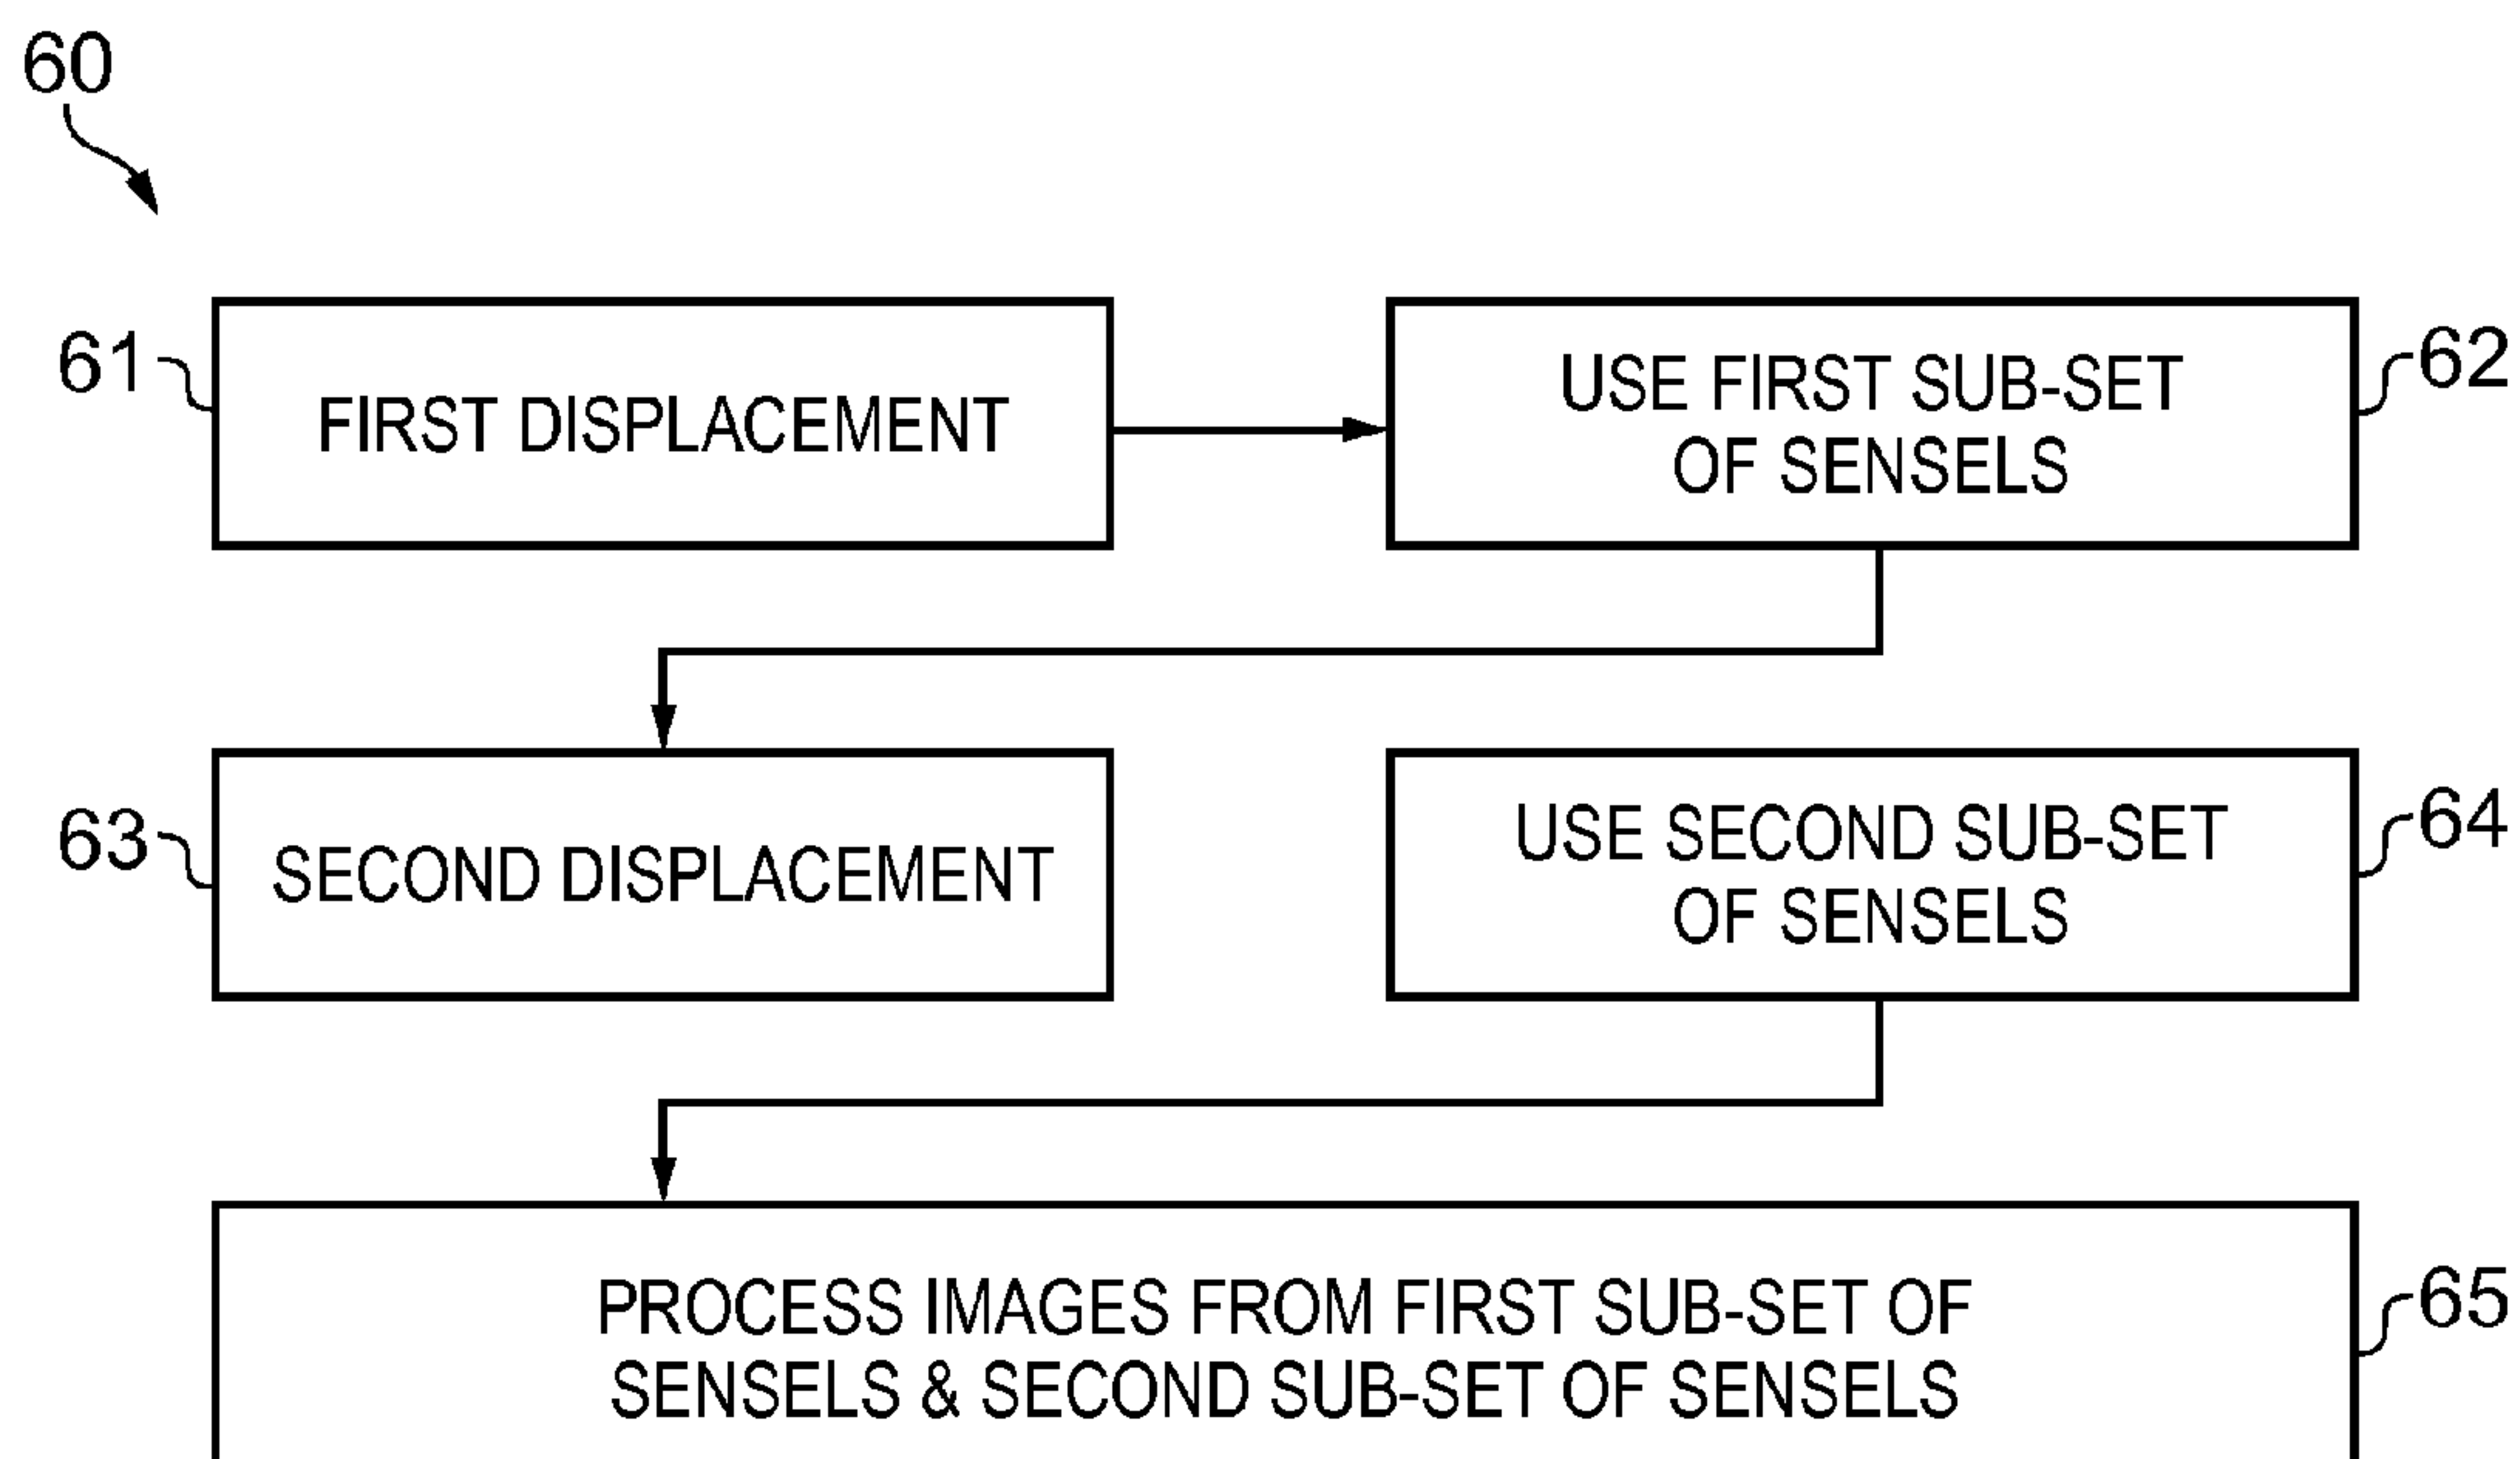 60
61
FIRST DISPLACEMENT
USE FIRST SUB-SET
OF SENSELS
62
63
SECOND DISPLACEMENT
USE SECOND SUB-SET
OF SENSELS
64
PROCESS IMAGES FROM FIRST SUB-SET OF
SENSELS & SECOND SUB-SET OF SENSELS
65